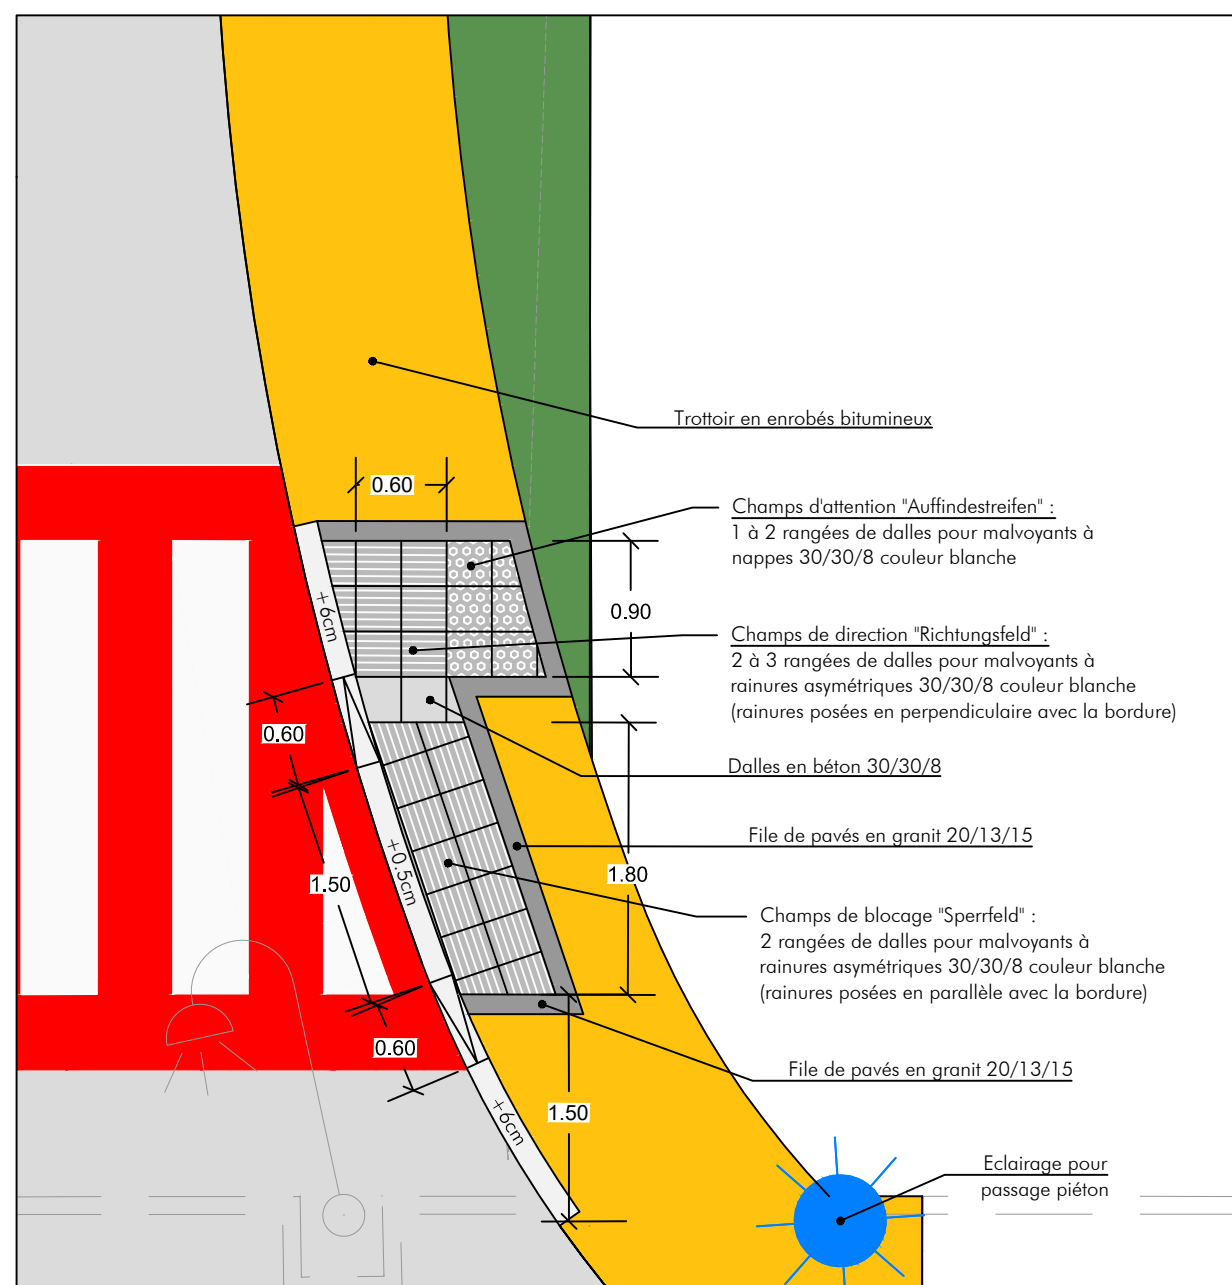 Trottoir en enrobés bitumineux
0.60
Champs d'attention "Auffindestreifen" :
1 à 2 rangées de dalles pour malvoyants à
nappes 30/30/8 couleur blanche
+6cm
0.90
Champs de direction "Richtungsfeld" :
2 à 3 rangées de dalles pour malvoyants à
rainures asymétriques 30/30/8 couleur blanche
(rainures posées en perpendiculaire avec la bordure)
0.60
Dalles en béton 30/30/8
File de pavés en granit 20/13/15
+0.5cm
1.50
1.80
Champs de blocage "Sperrfeld" :
2 rangées de dalles pour malvoyants à
rainures asymétriques 30/30/8 couleur blanche
(rainures posées en parallèle avec la bordure)
0.60
File de pavés en granit 20/13/15
+6cm
1.50
Eclairage pour
passage piéton